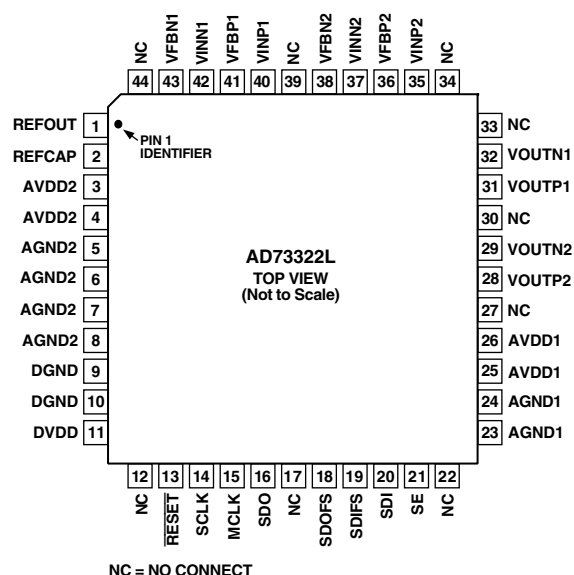 NC VFBN1 VINN1 VFBP1 VINP1 NC VFBN2 VINN2 VFBP2 VINP2 NC
44 43 42 41 40 39 38 37 36 35 34
REFOUT 1
REFCAP 2
AVDD2 3
AVDD2 4
AGND2 5
AGND2 6
AGND2 7
AGND2 8
DGND 9
DGND 10
DVDD 11
PIN 1
IDENTIFIER
AD73322L
TOP VIEW
(Not to Scale)
33 NC
32 VOUTN1
31 VOUTP1
30 NC
29 VOUTN2
28 VOUTP2
27 NC
26 AVDD1
25 AVDD1
24 AGND1
23 AGND1
12 13 14 15 16 17 18 19 20 21 22
NC RESET SCLK MCLK SDO NC SDOFS SDIFS SDI SE NC
NC = NO CONNECT